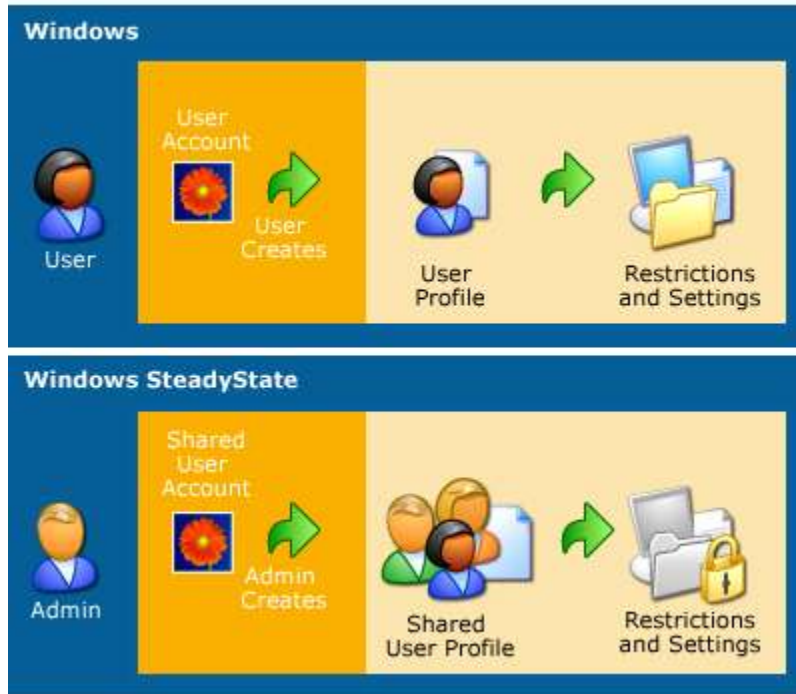 Windows
User
Account
User
Creates
User
User
Profile
Restrictions
and Settings
Windows SteadyState
Shared
User
Account
Admin
Creates
Admin
Shared
User Profile
Restrictions
and Settings